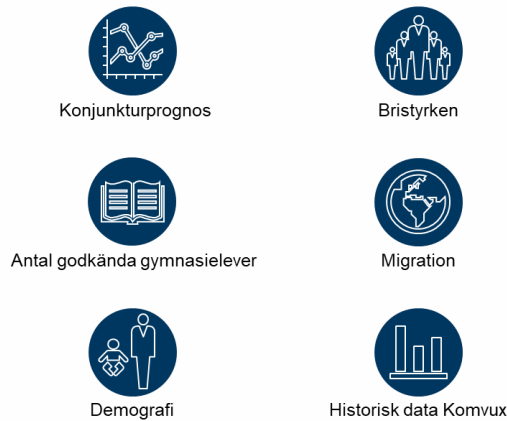 Konjunkturprognos
Bristyrken
Antal godkända gymnasielever
Migration
Demografi
Historisk data Komvux